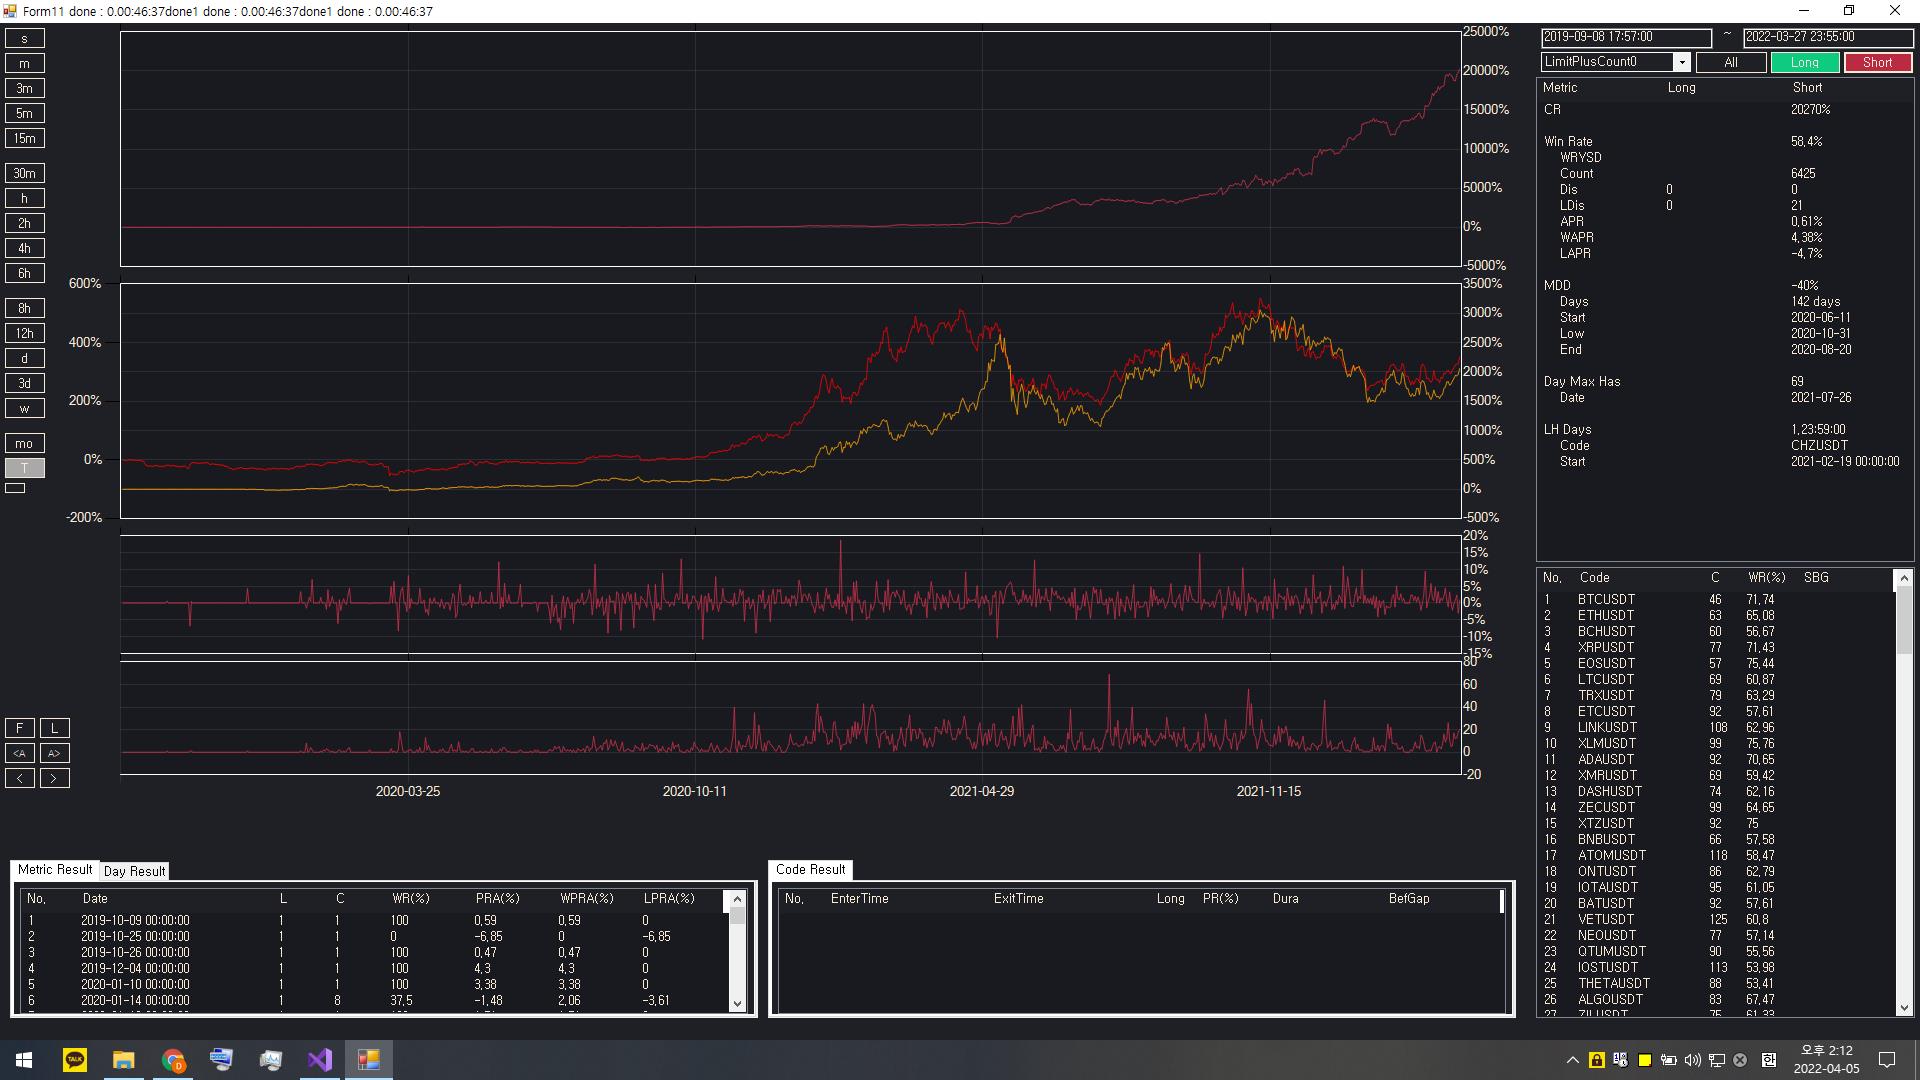 Form11 done : 0.00:46:37done1 done : 0.00:46:37done1 done : 0.00:46:37
s
m
3m
5m
15m
30m
h
2h
4h
6h
8h
12h
d
3d
w
mo
T
F L
<A A>
< >
25000%
20000%
15000%
10000%
5000%
0%
-5000%
600%
400%
200%
0%
-200%
3500%
3000%
2500%
2000%
1500%
1000%
500%
0%
-500%
20%
15%
10%
5%
0%
-5%
-10%
-15%
80
60
40
20
0
-20
2020-03-25 2020-10-11 2021-04-29 2021-11-15
2019-09-08 17:57:00 ~ 2022-03-27 23:55:00
LimitPlusCount0 All Long Short
Metric Long Short
CR 20270%
Win Rate 58,4%
WRYSD
Count 6425
Dis 0 0
LDis 0 21
APR 0,61%
WAPR 4,38%
LAPR -4,7%
MDD -40%
Days 142 days
Start 2020-06-11
Low 2020-10-31
End 2020-08-20
Day Max Has 69
Date 2021-07-26
LH Days 1,23:59:00
Code CHZUSDT
Start 2021-02-19 00:00:00
No, Code C WR(%) SBG
1 BTCUSDT 46 71,74
2 ETHUSDT 63 65,08
3 BCHUSDT 60 56,67
4 XRPUSDT 77 71,43
5 EOSUSDT 57 75,44
6 LTCUSDT 69 60,87
7 TRXUSDT 79 63,29
8 ETCUSDT 92 57,61
9 LINKUSDT 108 62,96
10 XLMUSDT 99 75,76
11 ADAUSDT 92 70,65
12 XMRUSDT 69 59,42
13 DASHUSDT 74 62,16
14 ZECUSDT 99 64,65
15 XTZUSDT 92 75
16 BNBUSDT 66 57,58
17 ATOMUSDT 118 58,47
18 ONTUSDT 86 62,79
19 IOTAUSDT 95 61,05
20 BATUSDT 92 57,61
21 VETUSDT 125 60,8
22 NEOUSDT 77 57,14
23 QTUMUSDT 90 55,56
24 IOSTUSDT 113 53,98
25 THETAUSDT 88 53,41
26 ALGOUSDT 83 67,47
27 ZILUSDT 75 61,33
Metric Result Day Result
No, Date L C WR(%) PRA(%) WPRA(%) LPRA(%)
1 2019-10-09 00:00:00 1 1 100 0,59 0,59 0
2 2019-10-25 00:00:00 1 1 0 -6,85 0 -6,85
3 2019-10-26 00:00:00 1 1 100 0,47 0,47 0
4 2019-12-04 00:00:00 1 1 100 4,3 4,3 0
5 2020-01-10 00:00:00 1 1 100 3,38 3,38 0
6 2020-01-14 00:00:00 1 8 37,5 -1,48 2,06 -3,61
Code Result
No, EnterTime ExitTime Long PR(%) Dura BefGap
TALK
오후 2:12
2022-04-05